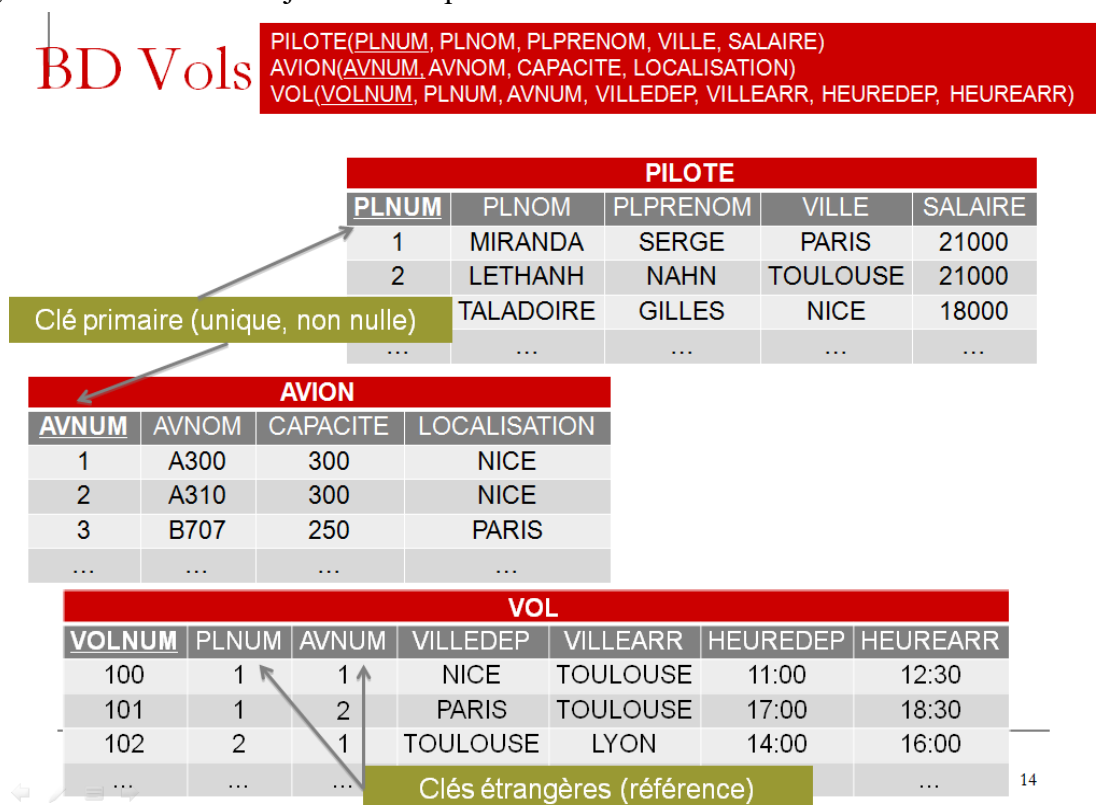 BD Vols
PILOTE(PLNUM, PLNOM, PLPRENOM, VILLE, SALAIRE)
AVION(AVNUM, AVNOM, CAPACITE, LOCALISATION)
VOL(VOLNUM, PLNUM, AVNUM, VILLEDEP, VILLEARR, HEUREDEP, HEUREARR)
PILOTE
PLNUM PLNOM PLPRENOM VILLE SALAIRE
1 MIRANDA SERGE PARIS 21000
2 LETHANH NAHN TOULOUSE 21000
TALADOIRE GILLES NICE 18000
... ... ... ... ...
Clé primaire (unique, non nulle)
AVION
AVNUM AVNOM CAPACITE LOCALISATION
1 A300 300 NICE
2 A310 300 NICE
3 B707 250 PARIS
... ... ... ...
VOL
VOLNUM PLNUM AVNUM VILLEDEP VILLEARR HEUREDEP HEUREARR
100 1 1 NICE TOULOUSE 11:00 12:30
101 1 2 PARIS TOULOUSE 17:00 18:30
102 2 1 TOULOUSE LYON 14:00 16:00
... ... ... ...
Clés étrangères (référence)
14